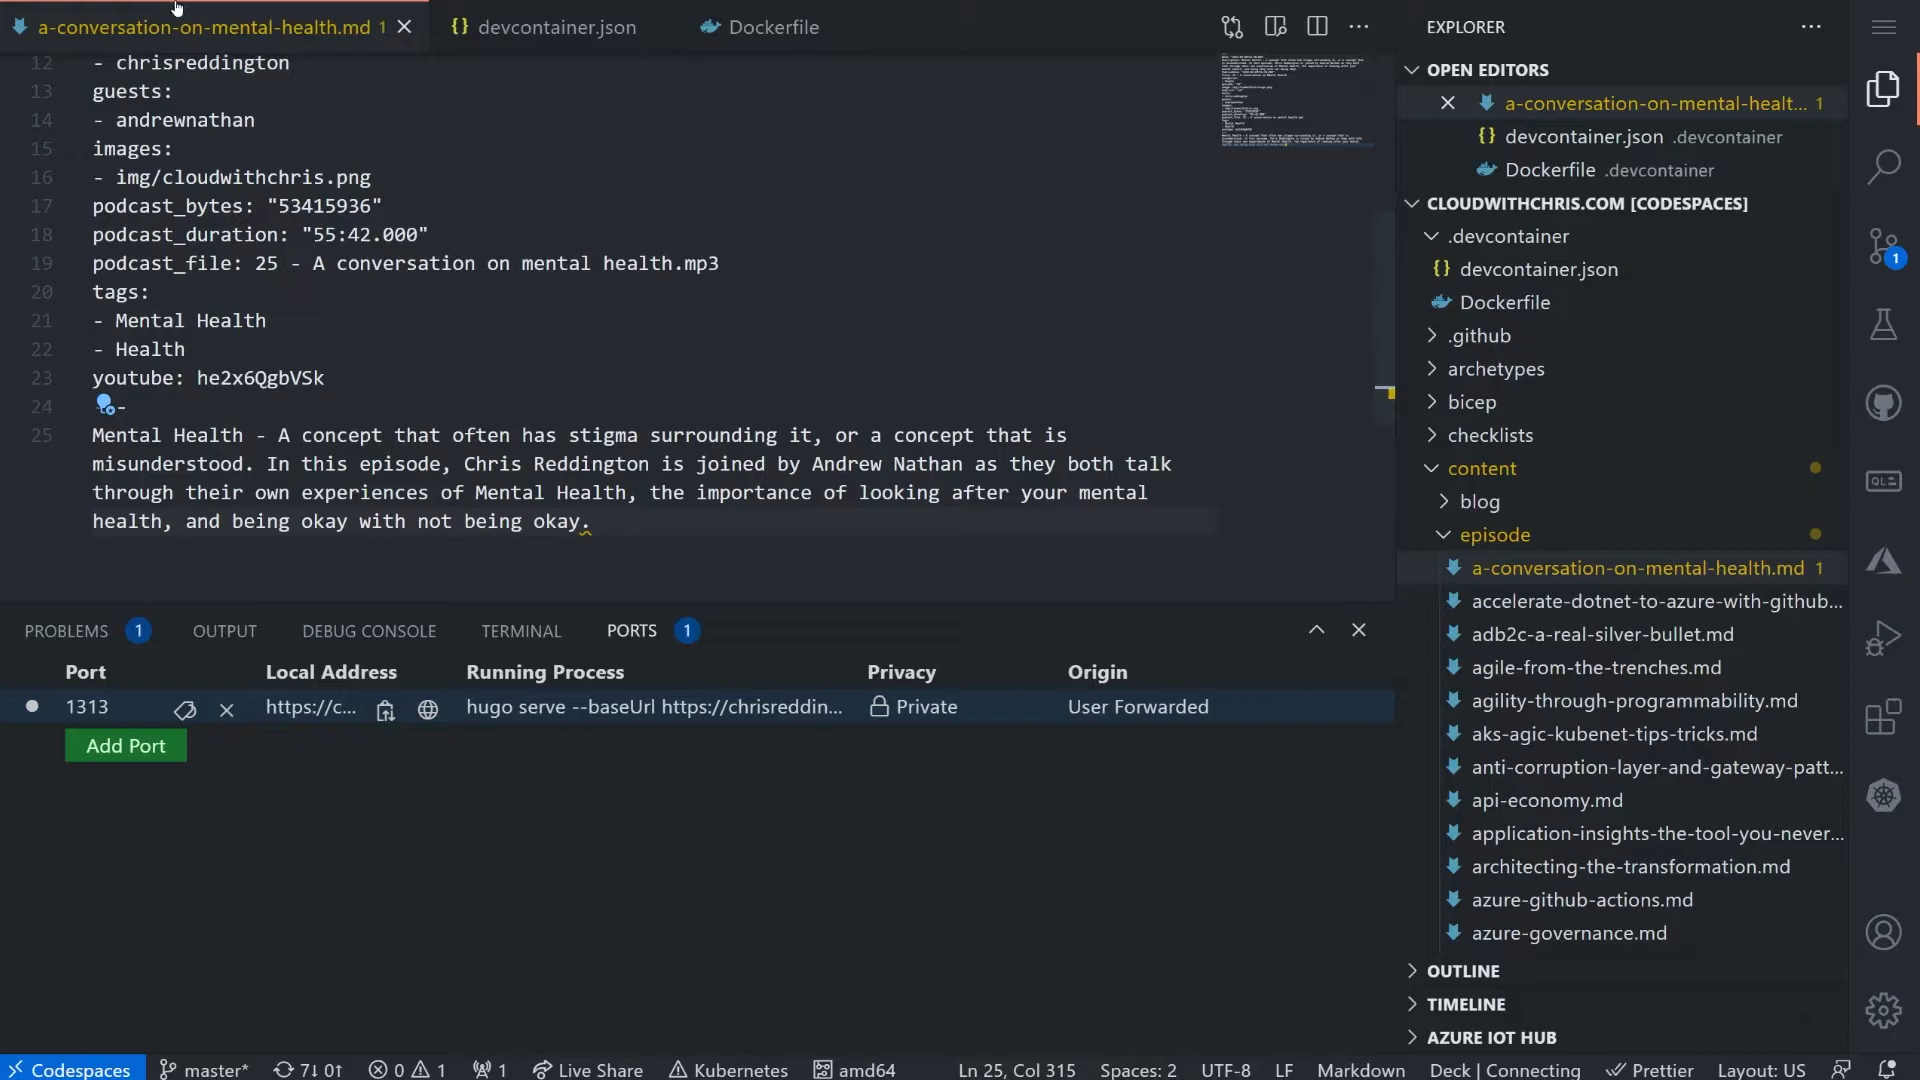 a-conversation-on-mental-health.md 1
devcontainer.json
Dockerfile
12 - chrisreddington
13 guests:
14 - andrewnathan
15 images:
16 - img/cloudwithchris.png
17 podcast_bytes: "53415936"
18 podcast_duration: "55:42.000"
19 podcast_file: 25 - A conversation on mental health.mp3
20 tags:
21 - Mental Health
22 - Health
23 youtube: he2x6QgbVSk
24 -
25 Mental Health - A concept that often has stigma surrounding it, or a concept that is
misunderstood. In this episode, Chris Reddington is joined by Andrew Nathan as they both talk
through their own experiences of Mental Health, the importance of looking after your mental
health, and being okay with not being okay.
PROBLEMS 1 OUTPUT DEBUG CONSOLE TERMINAL PORTS 1
Port Local Address Running Process Privacy Origin
1313 https://c... hugo serve --baseUrl https://chrisreddin... Private User Forwarded
Add Port
EXPLORER
OPEN EDITORS
a-conversation-on-mental-healt... 1
devcontainer.json .devcontainer
Dockerfile .devcontainer
CLOUDWITHCHRIS.COM [CODESPACES]
.devcontainer
devcontainer.json
Dockerfile
.github
archetypes
bicep
checklists
content
blog
episode
a-conversation-on-mental-health.md 1
accelerate-dotnet-to-azure-with-github...
adb2c-a-real-silver-bullet.md
agile-from-the-trenches.md
agility-through-programmability.md
aks-agic-kubenet-tips-tricks.md
anti-corruption-layer-and-gateway-patt...
api-economy.md
application-insights-the-tool-you-never...
architecting-the-transformation.md
azure-github-actions.md
azure-governance.md
OUTLINE
TIMELINE
AZURE IOT HUB
1
QL
Codespaces master* 7↓ 0↑ 0 1 1 Live Share Kubernetes amd64 Ln 25, Col 315 Spaces: 2 UTF-8 LF Markdown Deck | Connecting Prettier Layout: US